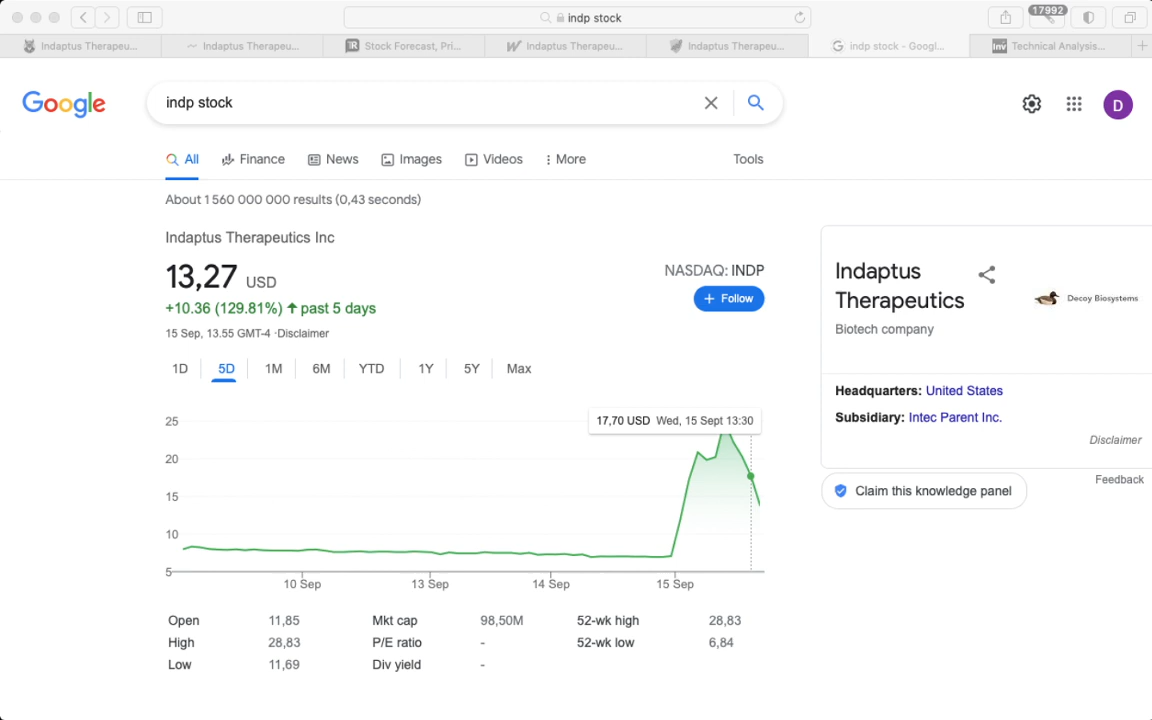 indp stock
17992
Indaptus Therapeu...
Indaptus Therapeu...
Stock Forecast, Pri...
Indaptus Therapeu...
Indaptus Therapeu...
indp stock - Googl...
Inv
Technical Analysis...
Google
indp stock
D
All
Finance
News
Images
Videos
More
Tools
About 1 560 000 000 results (0,43 seconds)
Indaptus Therapeutics Inc
13,27 USD
NASDAQ: INDP
+10.36 (129.81%) past 5 days
+ Follow
15 Sep, 13.55 GMT-4 ·Disclaimer
1D
5D
1M
6M
YTD
1Y
5Y
Max
17,70 USD Wed, 15 Sept 13:30
25
20
15
10
5
10 Sep
13 Sep
14 Sep
15 Sep
Open 11,85 Mkt cap 98,50M 52-wk high 28,83
High 28,83 P/E ratio - 52-wk low 6,84
Low 11,69 Div yield -
Indaptus
Therapeutics
Decoy Biosystems
Biotech company
Headquarters: United States
Subsidiary: Intec Parent Inc.
Disclaimer
Feedback
Claim this knowledge panel